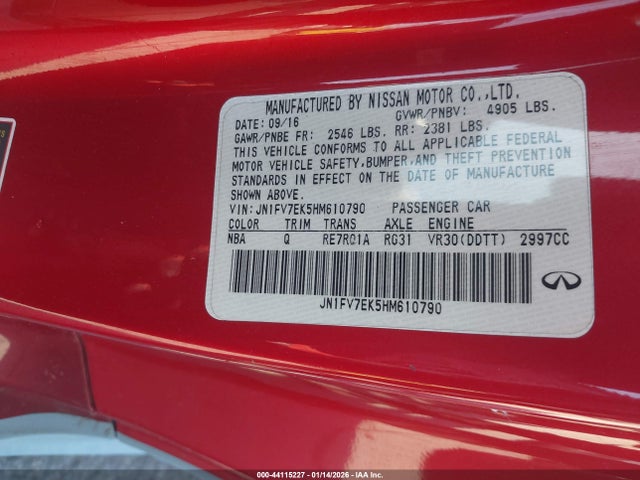 MANUFACTURED BY NISSAN MOTOR CO.,LTD.
DATE: 09/16 GVWR/PNBV: 4905 LBS.
GAWR/PNBE FR: 2546 LBS. RR: 2381 LBS.
THIS VEHICLE CONFORMS TO ALL APPLICABLE FEDERAL
MOTOR VEHICLE SAFETY, BUMPER, AND THEFT PREVENTION
STANDARDS IN EFFECT ON THE DATE OF MANUFACTURE
SHOWN ABOVE.
VIN: JN1FV7EK5HM610790 PASSENGER CAR
COLOR TRIM TRANS AXLE ENGINE
NBA Q RE7R01A RG31 VR30(DDTT) 2997CC
JN1FV7EK5HM610790
INFINITI
000-44115227 - 01/14/2026 - IAA Inc.